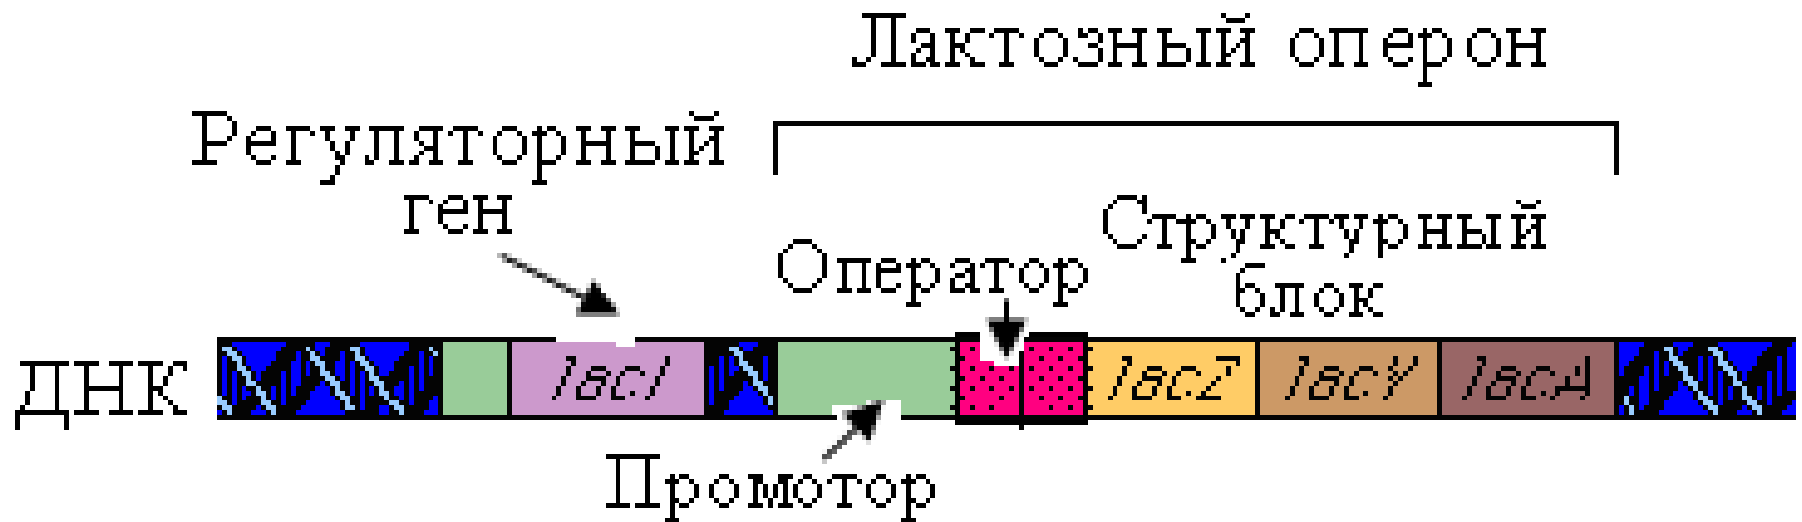 Лактозный оперон
Регуляторный
ген
Структурный
блок
Оператор
ДНК
lacI lacZ lacY lacA
Промотор